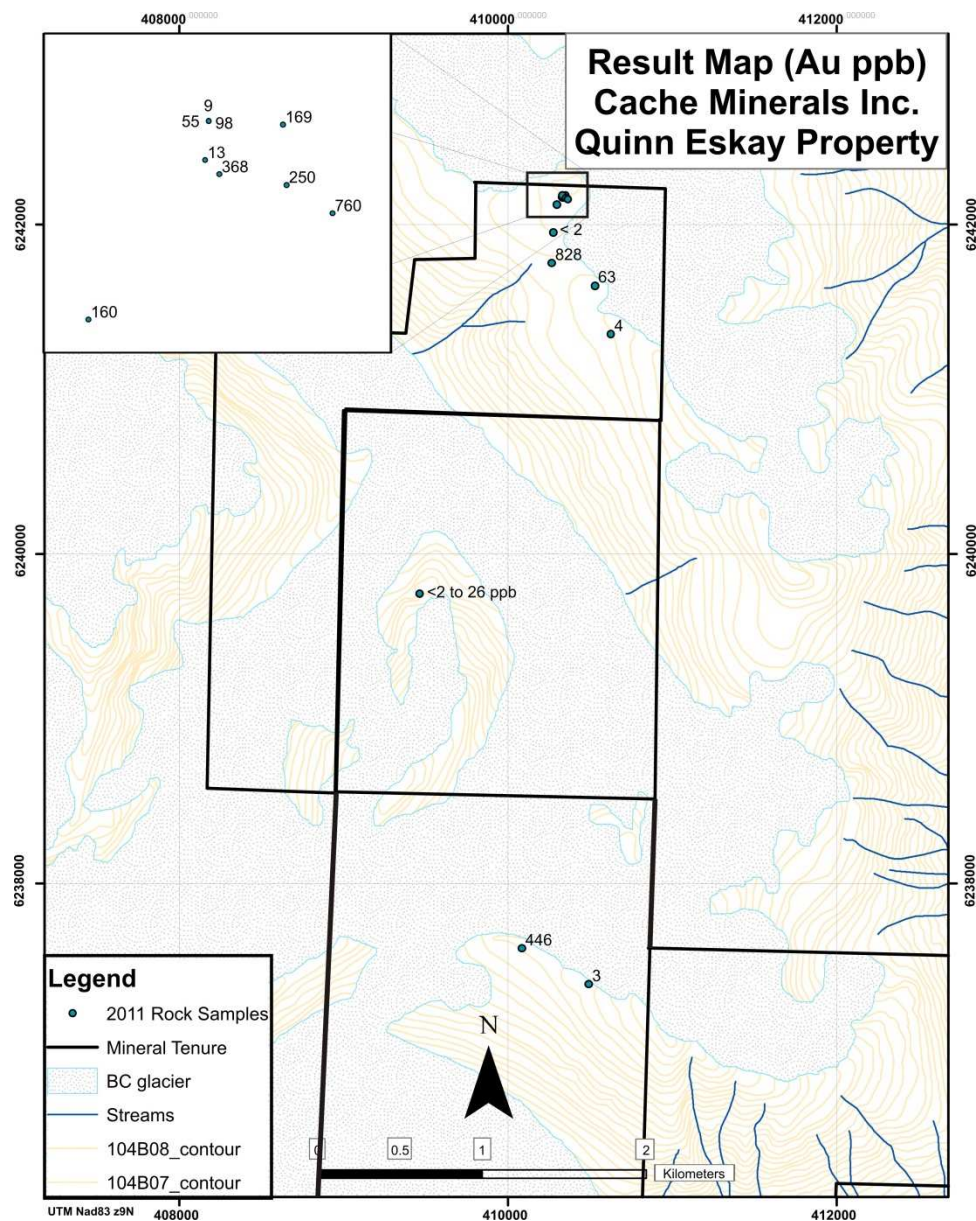 408000
410000
412000
Result Map (Au ppb)
Cache Minerals Inc.
Quinn Eskay Property
9
55
98
169
13
368
250
760
160
6242000
6242000
< 2
828
63
4
6240000
6240000
<2 to 26 ppb
6238000
6238000
446
3
Legend
2011 Rock Samples
Mineral Tenure
BC glacier
Streams
104B08_contour
104B07_contour
N
0
0.5
1
2
Kilometers
UTM Nad83 z9N
408000
410000
412000